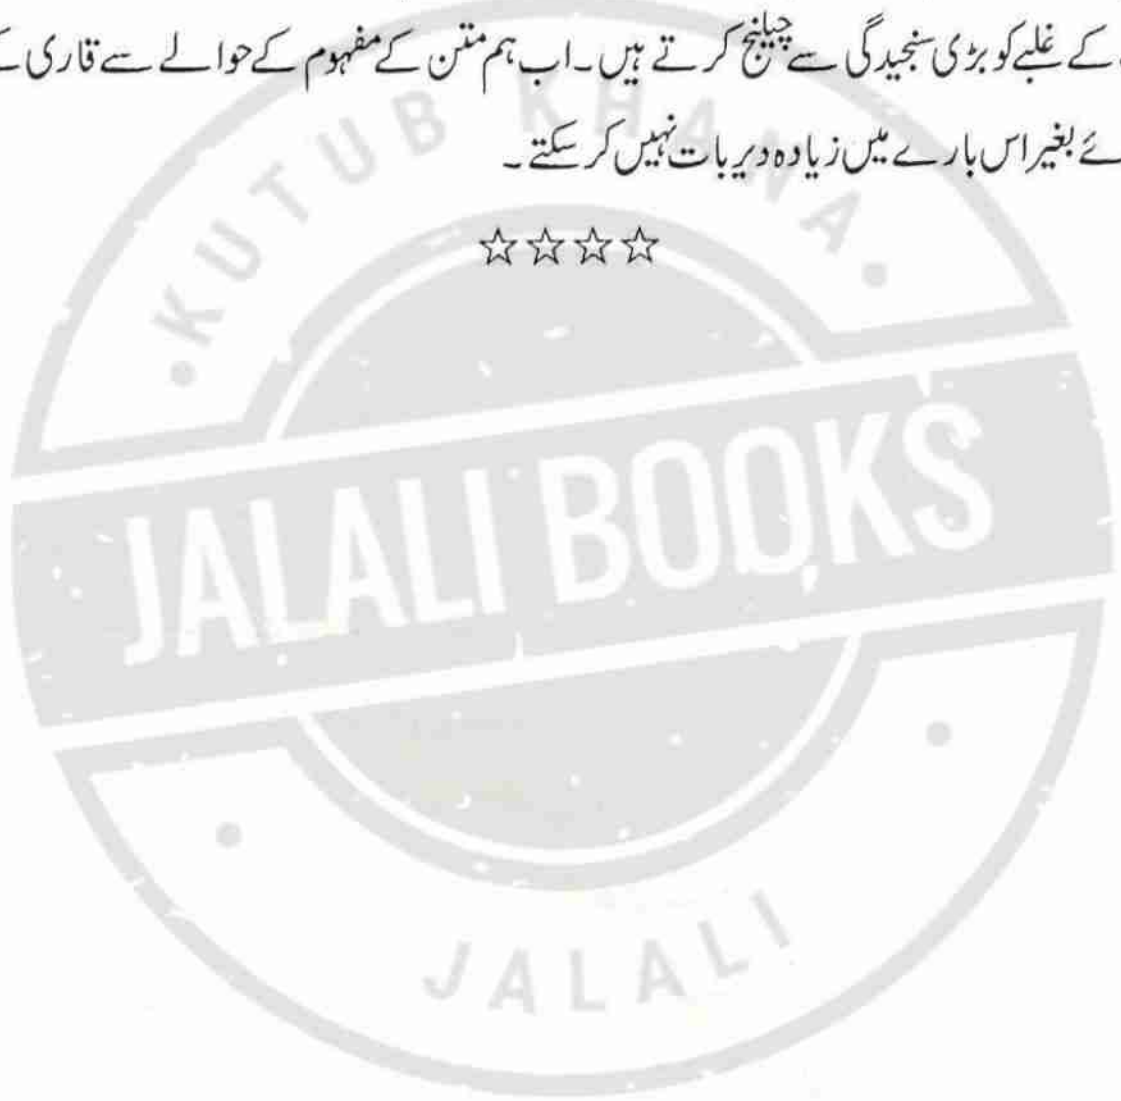 کے غلبے کو بڑی سنجیدگی سے چیلنج کرتے ہیں۔اب ہم متن کے مفہوم کے حوالے سے قاری کے
بغیر اس بارے میں زیادہ دیر بات نہیں کر سکتے۔
☆☆☆☆
KUTUB KHANA
JALALI BOOKS
JALALI